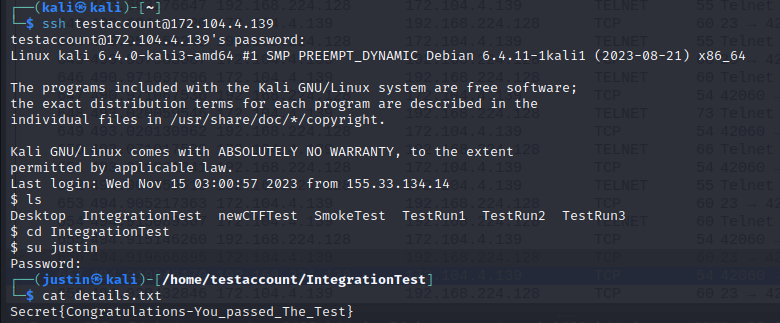 ┌──(kali㉿kali)-[~]
└─$ ssh testaccount@172.104.4.139
testaccount@172.104.4.139's password:
Linux kali 6.4.0-kali3-amd64 #1 SMP PREEMPT_DYNAMIC Debian 6.4.11-1kali1 (2023-08-21) x86_64

The programs included with the Kali GNU/Linux system are free software;
the exact distribution terms for each program are described in the
individual files in /usr/share/doc/*/copyright.

Kali GNU/Linux comes with ABSOLUTELY NO WARRANTY, to the extent
permitted by applicable law.
Last login: Wed Nov 15 03:00:57 2023 from 155.33.134.14
$ ls
Desktop  IntegrationTest  newCTFTest  SmokeTest  TestRun1  TestRun2  TestRun3
$ cd IntegrationTest
$ su justin
Password:
┌──(justin㉿kali)-[/home/testaccount/IntegrationTest]
└─$ cat details.txt
Secret{Congratulations-You_passed_The_Test}